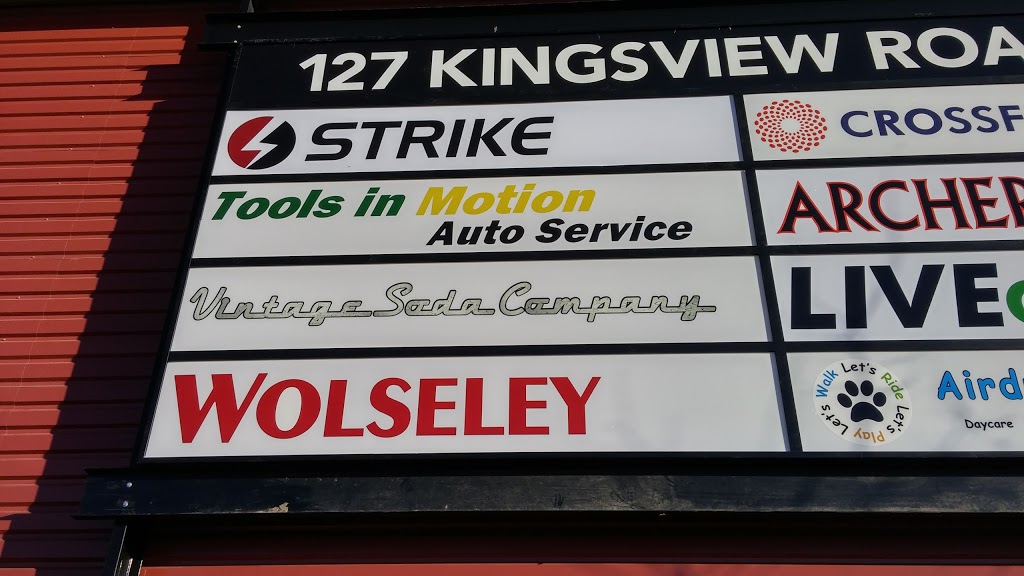 127 KINGSVIEW ROA
STRIKE
Tools in Motion
Auto Service
Vintage Soda Company
WOLSELEY
CROSSF
ARCHER
LIVE
Let's Walk Let's Ride Let's Play
Aird
Daycare